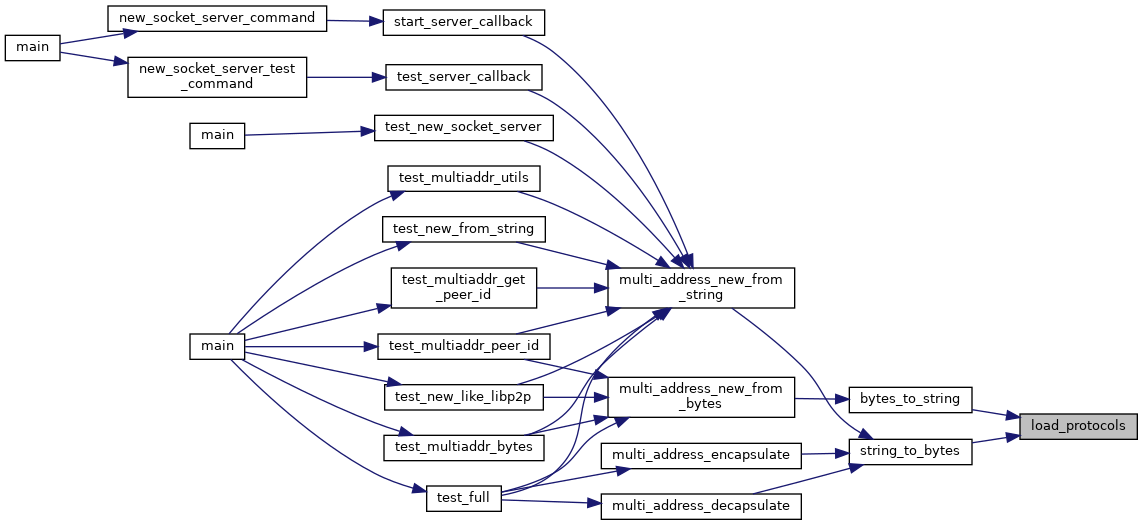 new_socket_server_command
start_server_callback
main
new_socket_server_test
_command
test_server_callback
main
test_new_socket_server
test_multiaddr_utils
test_new_from_string
test_multiaddr_get
_peer_id
multi_address_new_from
_string
main
test_multiaddr_peer_id
test_new_like_libp2p
multi_address_new_from
_bytes
bytes_to_string
load_protocols
test_multiaddr_bytes
multi_address_encapsulate
string_to_bytes
test_full
multi_address_decapsulate